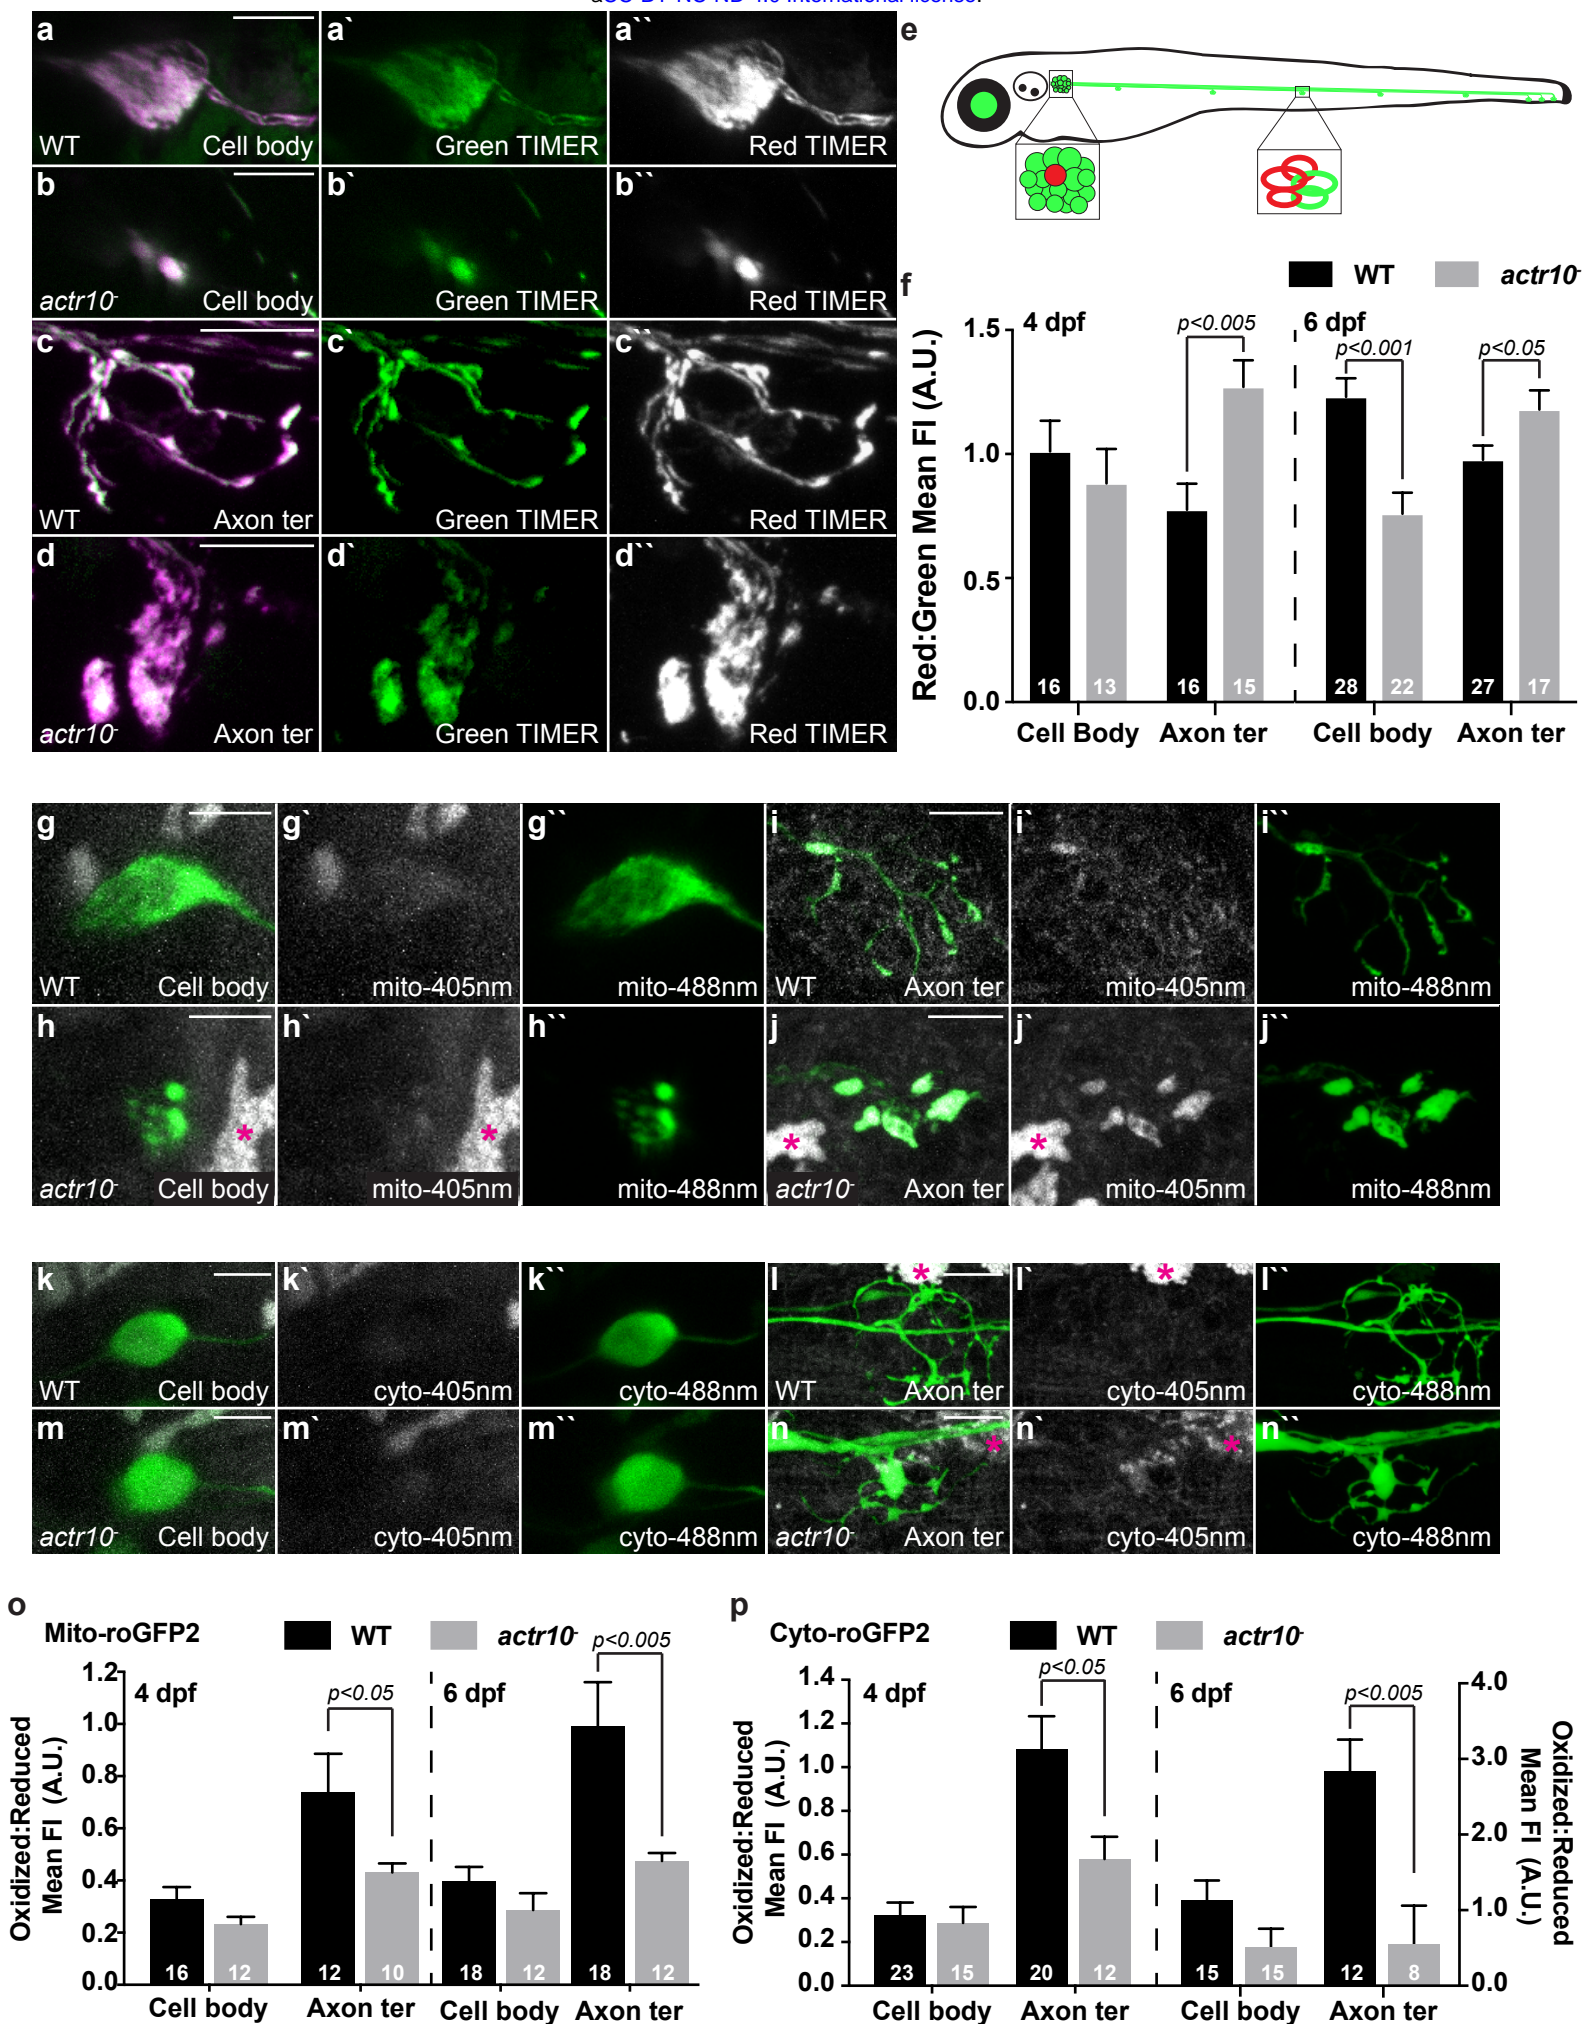 a
WT
Cell body
a`
Green TIMER
a``
Red TIMER
b
actr10-
Cell body
b`
Green TIMER
b``
Red TIMER
c
WT
Axon ter
c`
Green TIMER
c``
Red TIMER
d
actr10-
Axon ter
d`
Green TIMER
d``
Red TIMER
e
f
WT
actr10-
Red:Green Mean FI (A.U.)
1.5
1.0
0.5
0.0
4 dpf
p<0.005
6 dpf
p<0.001
p<0.05
16
13
16
15
28
22
27
17
Cell Body
Axon ter
Cell body
Axon ter
g
WT
Cell body
g`
mito-405nm
g``
mito-488nm
i
WT
Axon ter
i`
mito-405nm
i``
mito-488nm
h
*
actr10-
Cell body
h`
*
mito-405nm
h``
mito-488nm
j
*
actr10-
Axon ter
j`
*
mito-405nm
j``
mito-488nm
k
WT
Cell body
k`
cyto-405nm
k``
cyto-488nm
l
*
WT
Axon ter
l`
*
cyto-405nm
l``
cyto-488nm
m
actr10-
Cell body
m`
cyto-405nm
m``
cyto-488nm
n
*
actr10-
Axon ter
n`
*
cyto-405nm
n``
cyto-488nm
o
Mito-roGFP2
WT
actr10-
Oxidized:Reduced
Mean FI (A.U.)
1.2
1.0
0.8
0.6
0.4
0.2
0.0
4 dpf
p<0.05
6 dpf
p<0.005
16
12
12
10
18
12
18
12
Cell body
Axon ter
Cell body
Axon ter
p
Cyto-roGFP2
WT
actr10-
Oxidized:Reduced
Mean FI (A.U.)
1.4
1.2
1.0
0.8
0.6
0.4
0.2
0.0
4 dpf
p<0.05
6 dpf
p<0.005
23
15
20
12
15
15
12
8
Cell body
Axon ter
Cell body
Axon ter
4.0
3.0
2.0
1.0
0.0
Oxidized:Reduced
Mean FI (A.U.)